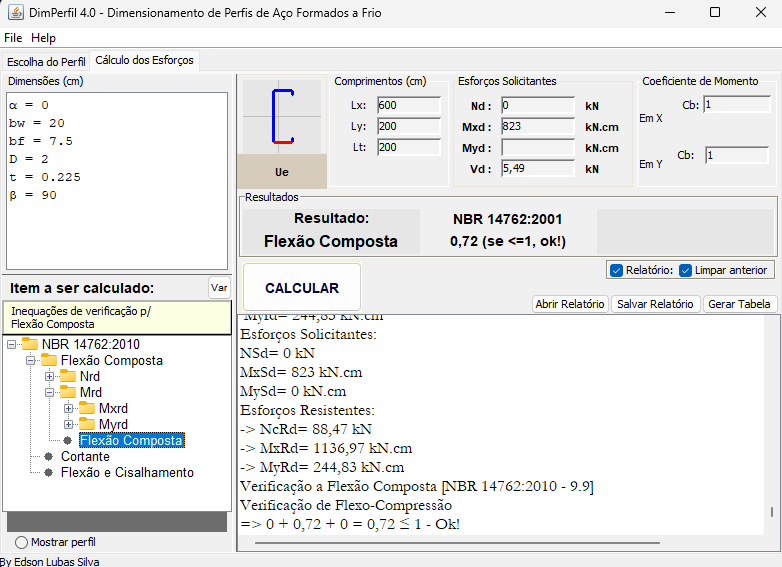 DimPerfil 4.0 - Dimensionamento de Perfis de Aço Formados a Frio
File Help
Escolha do Perfil Cálculo dos Esforços
Dimensões (cm)
α = 0
bw = 20
bf = 7.5
D = 2
t = 0.225
β = 90
Ue
Comprimentos (cm)
Lx: 600
Ly: 200
Lt: 200
Esforços Solicitantes
Nd : 0 kN
Mxd : 823 kN.cm
Myd : kN.cm
Vd : 5,49 kN
Coeficiente de Momento
Cb: 1
Em X
Cb: 1
Em Y
Resultados
Resultado: NBR 14762:2001
Flexão Composta 0,72 (se <=1, ok!)
Item a ser calculado: Var
Inequações de verificação p/
Flexão Composta
CALCULAR
Relatório: Limpar anterior
Abrir Relatório Salvar Relatório Gerar Tabela
NBR 14762:2010
Flexão Composta
Nrd
Mrd
Mxrd
Myrd
Flexão Composta
Cortante
Flexão e Cisalhamento
Mostrar perfil
MyRd= 244,83 kN.cm
Esforços Solicitantes:
NSd= 0 kN
MxSd= 823 kN.cm
MySd= 0 kN.cm
Esforços Resistentes:
-> NcRd= 88,47 kN
-> MxRd= 1136,97 kN.cm
-> MyRd= 244,83 kN.cm
Verificação a Flexão Composta [NBR 14762:2010 - 9.9]
Verificação de Flexo-Compressão
=> 0 + 0,72 + 0 = 0,72 ≤ 1 - Ok!
By Edson Lubas Silva